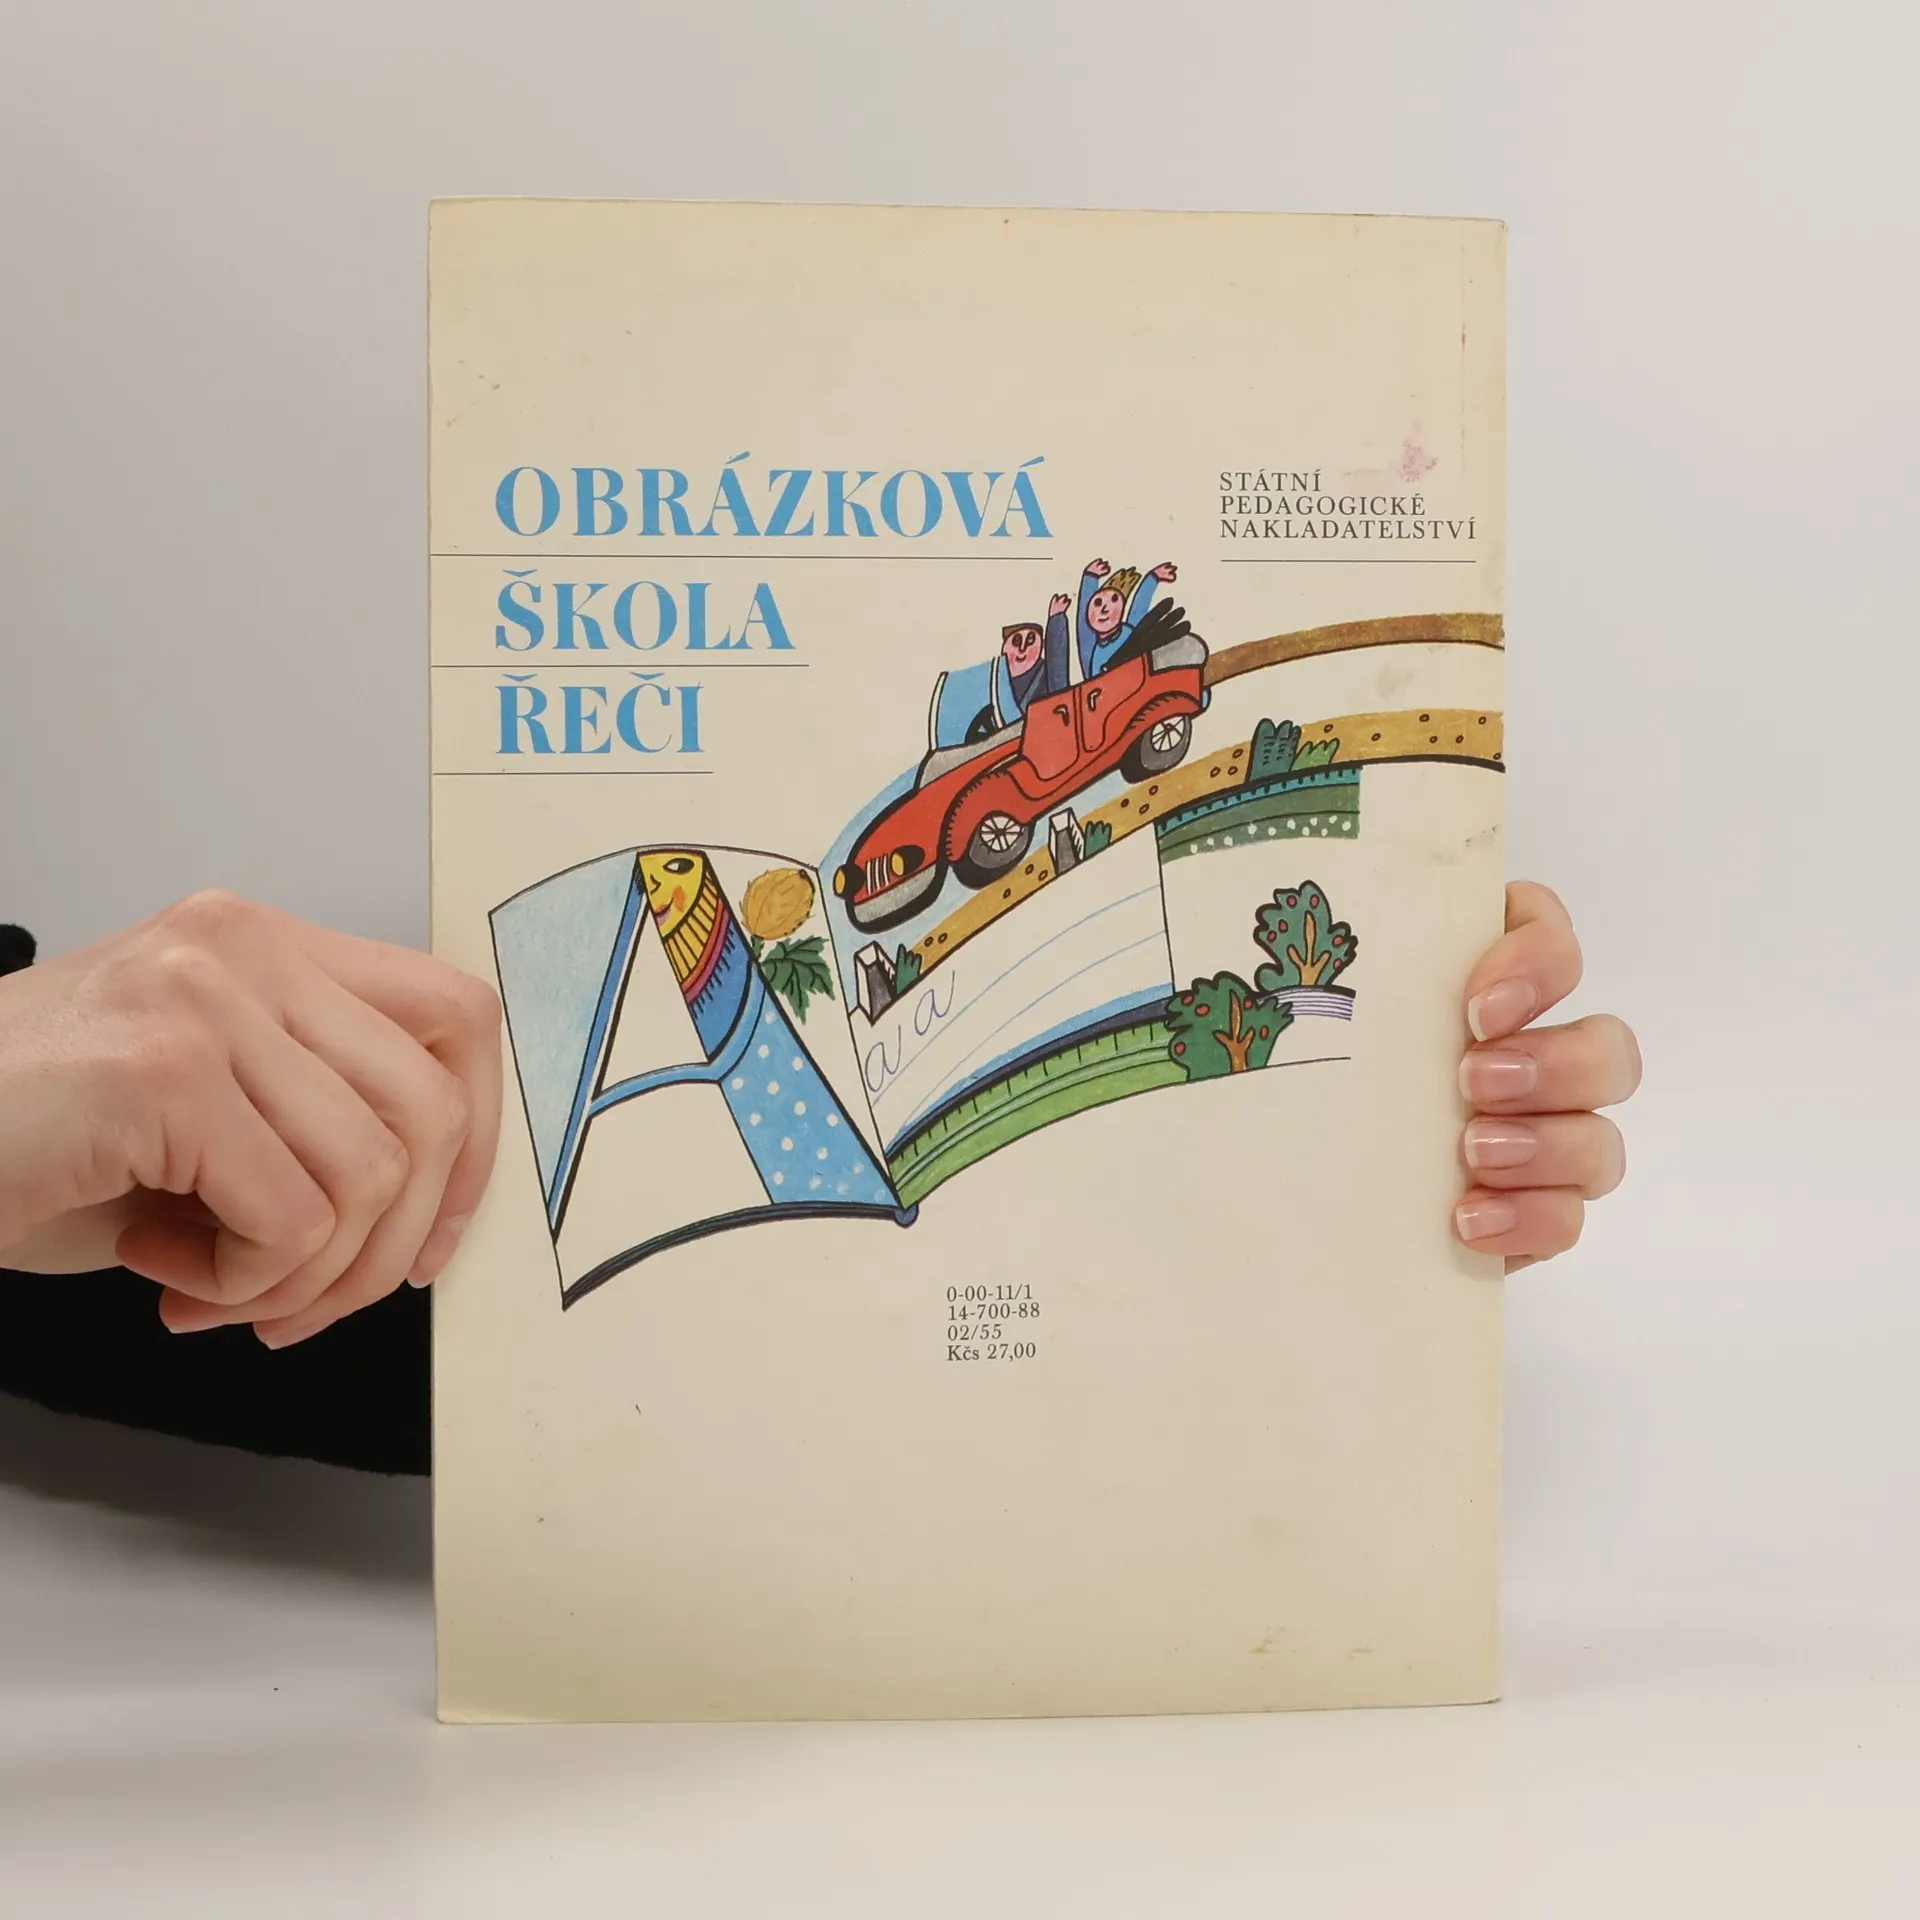 OBRÁZKOVÁ
ŠKOLA
ŘEČI
STÁTNÍ
PEDAGOGICKÉ
NAKLADATELSTVÍ
A
a a
0-00-11/1
14-700-88
02/55
Kčs 27,00